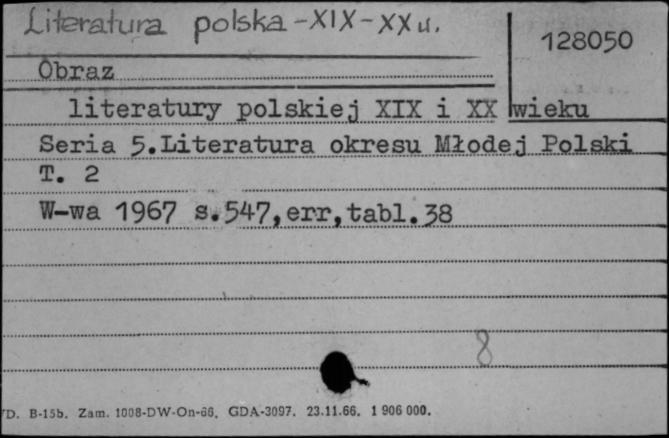 Literatura polska-XIX-XX w.
128050
Obraz
literatury polskiej XIX i XX wieku
Seria 5.Literatura okresu Młodej Polski
T. 2
W-wa 1967 s.547,err,tabl.38
8
D. B-15b. Zam. 1008-DW-On-66. GDA-3097. 23.11.66. 1 906 000.